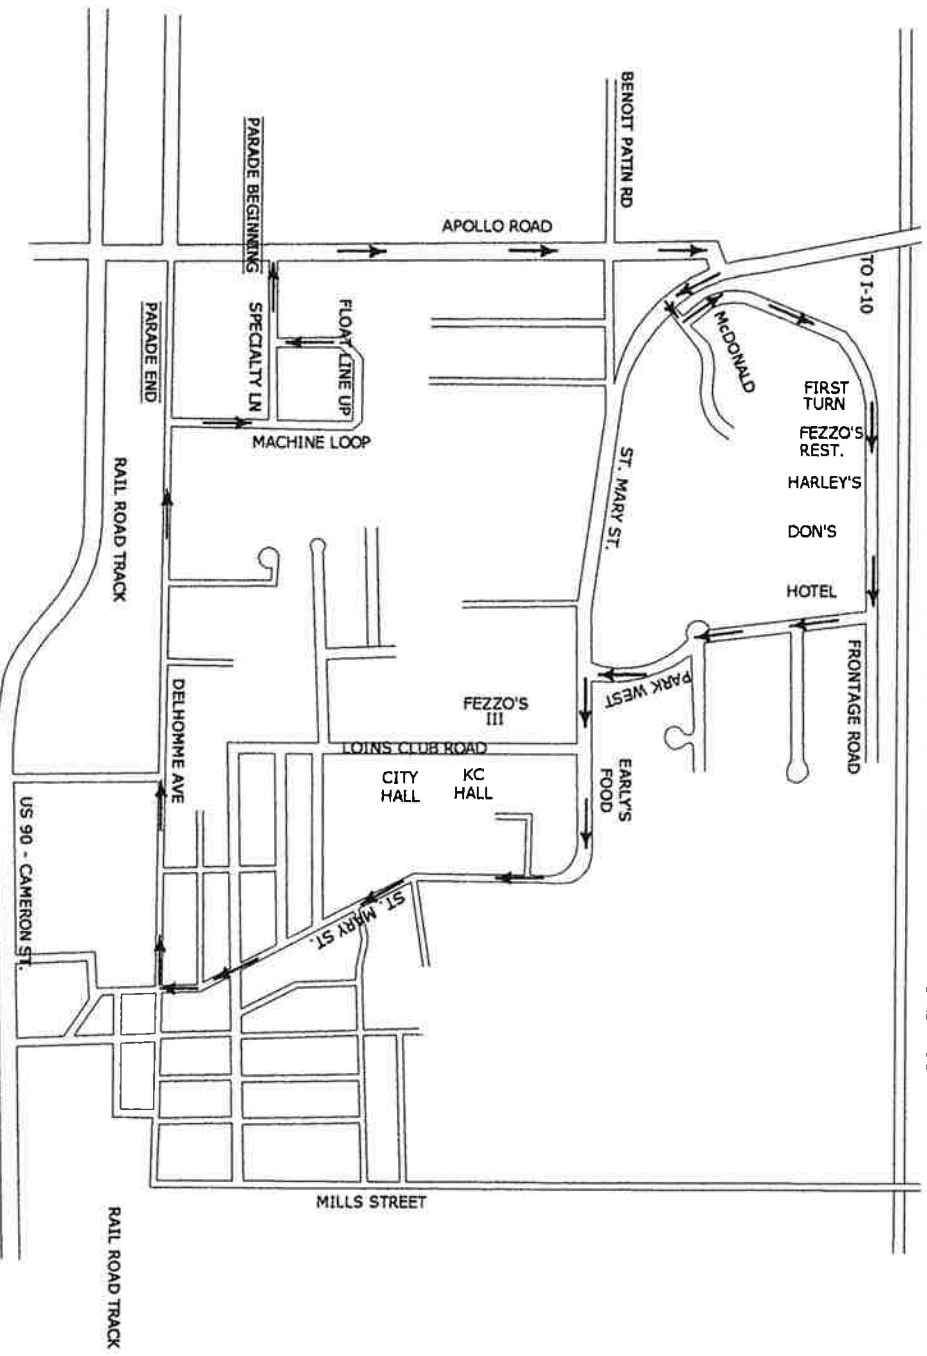 BENOIT PATIN RD
PARADE BEGINNING
APOLLO ROAD
TO I-10
PARADE END
SPECIALTY LN
FLOAT LINE UP
McDONALD
MACHINE LOOP
FIRST
TURN
FEZZO'S
REST.
HARLEY'S
DON'S
HOTEL
ST. MARY ST.
RAIL ROAD TRACK
FRONTAGE ROAD
PARK WEST
DELHOMME AVE
FEZZO'S
III
LOINS CLUB ROAD
CITY
HALL
KC
HALL
EARLY'S
FOOD
US 90 - CAMERON ST.
ST. MARY ST.
MILLS STREET
RAIL ROAD TRACK